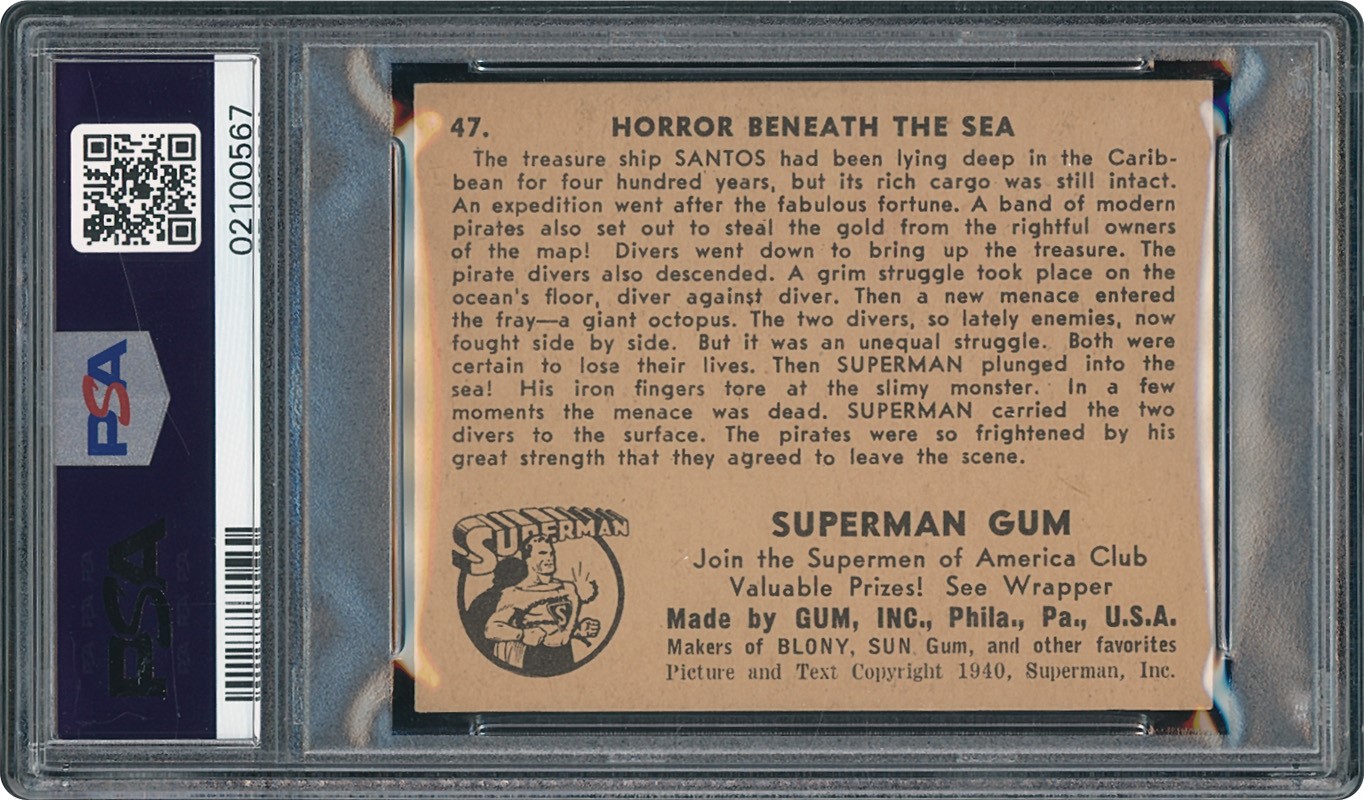 02100567
PSA
PSA
47. HORROR BENEATH THE SEA
The treasure ship SANTOS had been lying deep in the Carib-
bean for four hundred years, but its rich cargo was still intact.
An expedition went after the fabulous fortune. A band of modern
pirates also set out to steal the gold from the rightful owners
of the map! Divers went down to bring up the treasure. The
pirate divers also descended. A grim struggle took place on the
ocean's floor, diver against diver. Then a new menace entered
the fray—a giant octopus. The two divers, so lately enemies, now
fought side by side. But it was an unequal struggle. Both were
certain to lose their lives. Then SUPERMAN plunged into the
sea! His iron fingers tore at the slimy monster. In a few
moments the menace was dead. SUPERMAN carried the two
divers to the surface. The pirates were so frightened by his
great strength that they agreed to leave the scene.
SUPERMAN
S
SUPERMAN GUM
Join the Supermen of America Club
Valuable Prizes! See Wrapper
Made by GUM, INC., Phila., Pa., U.S.A.
Makers of BLONY, SUN Gum, and other favorites
Picture and Text Copyright 1940, Superman, Inc.